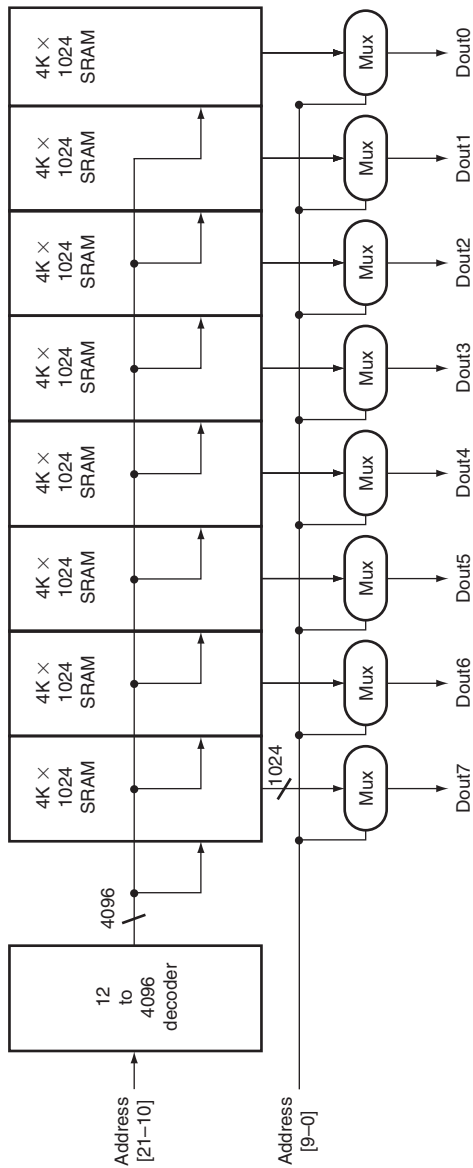 4K ×
1024
SRAM
4K ×
1024
SRAM
4K ×
1024
SRAM
4K ×
1024
SRAM
4K ×
1024
SRAM
4K ×
1024
SRAM
4K ×
1024
SRAM
4K ×
1024
SRAM
12
to
4096
decoder
4096
Address
[21–10]
1024
Address
[9–0]
Mux
Mux
Mux
Mux
Mux
Mux
Mux
Mux
Dout7
Dout6
Dout5
Dout4
Dout3
Dout2
Dout1
Dout0